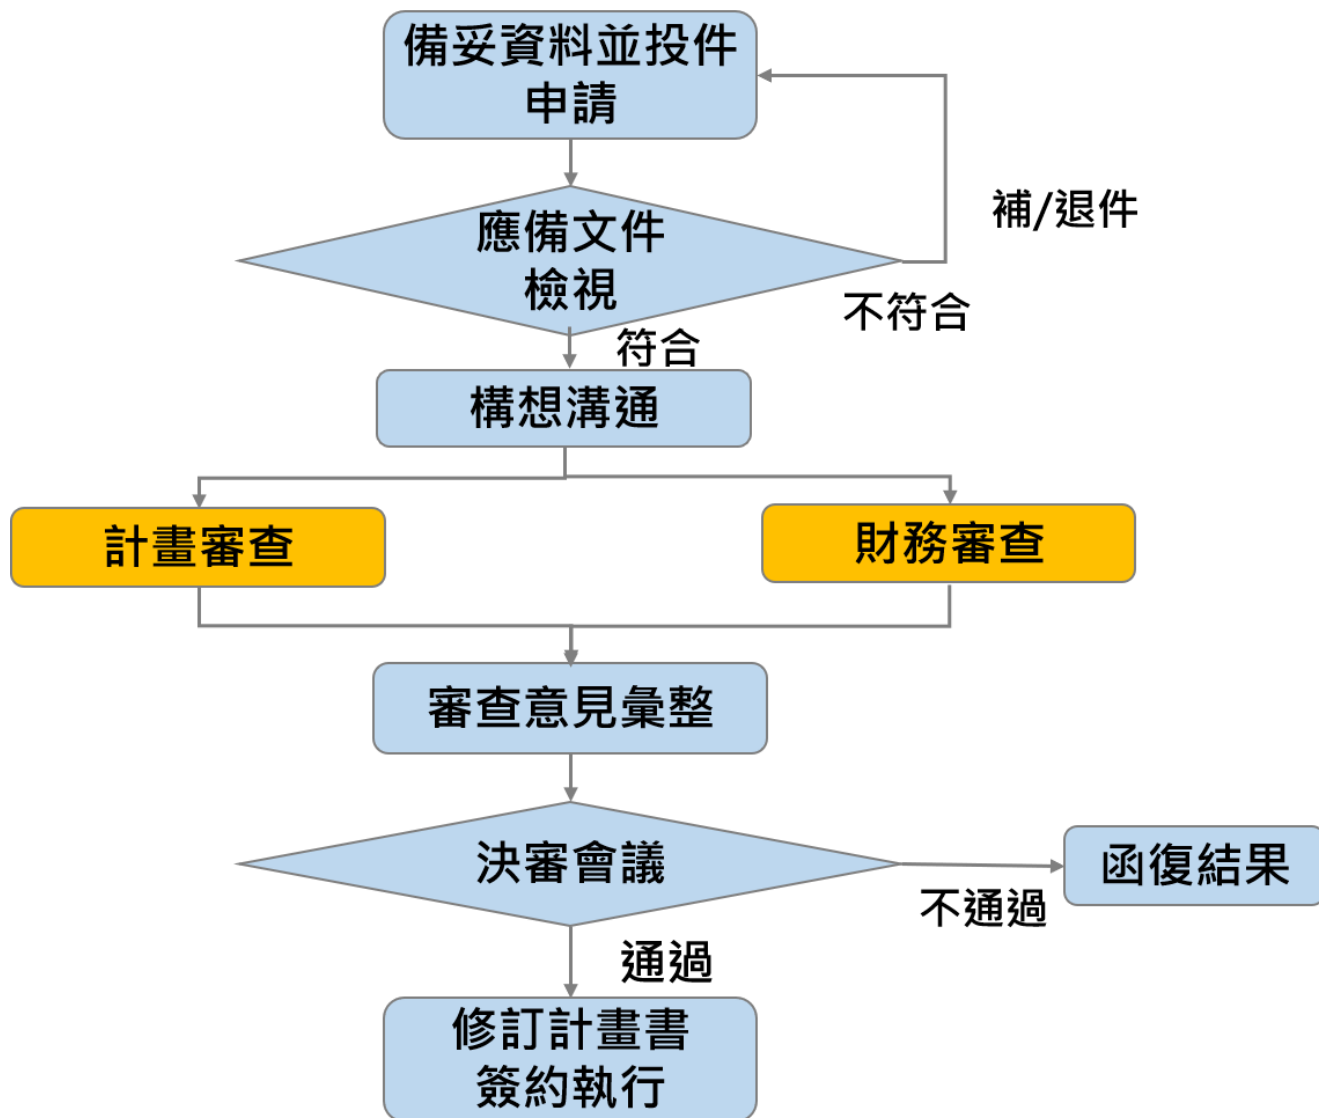 備妥資料並投件
申請
補/退件
應備文件
檢視
不符合
符合
構想溝通
計畫審查
財務審查
審查意見彙整
決審會議
函復結果
不通過
通過
修訂計畫書
簽約執行